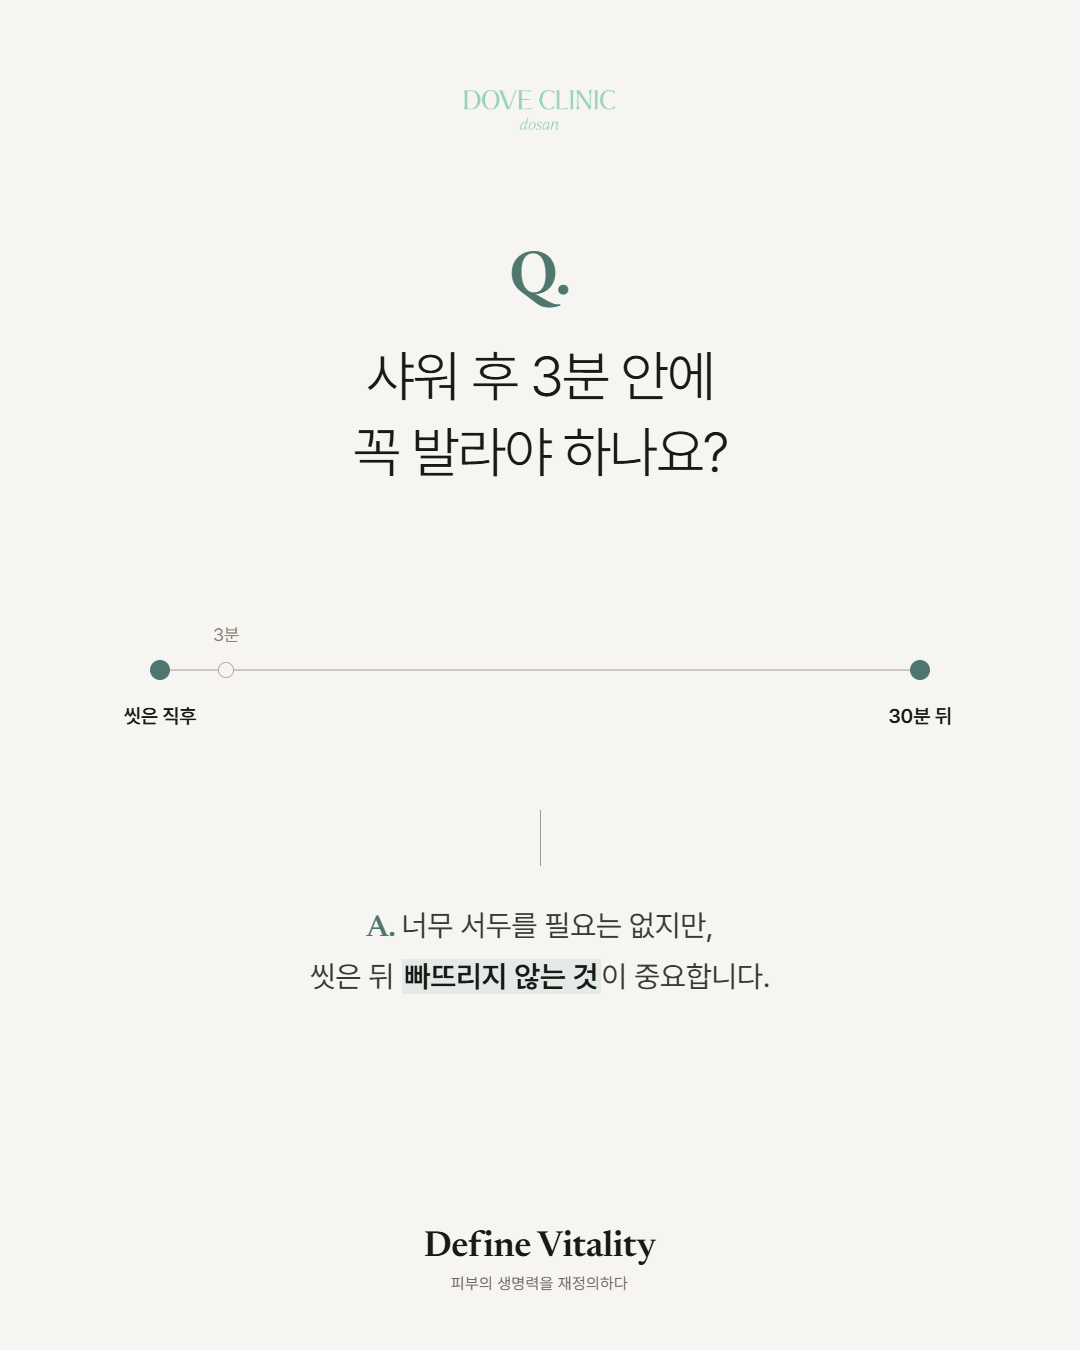 DOVE CLINIC
dosan
Q.
샤워 후 3분 안에
꼭 발라야 하나요?
3분
씻은 직후
30분 뒤
A. 너무 서두를 필요는 없지만,
씻은 뒤 빠뜨리지 않는 것이 중요합니다.
Define Vitality
피부의 생명력을 재정의하다